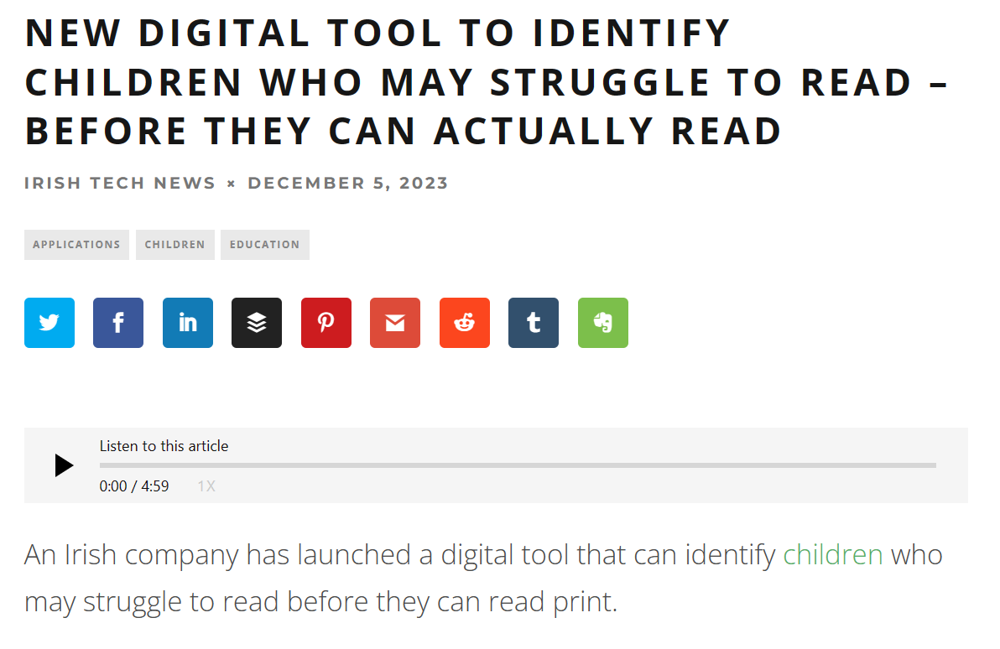 NEW DIGITAL TOOL TO IDENTIFY
CHILDREN WHO MAY STRUGGLE TO READ –
BEFORE THEY CAN ACTUALLY READ
IRISH TECH NEWS × DECEMBER 5, 2023
APPLICATIONS CHILDREN EDUCATION
Listen to this article
0:00 / 4:59 1X
An Irish company has launched a digital tool that can identify children who
may struggle to read before they can read print.